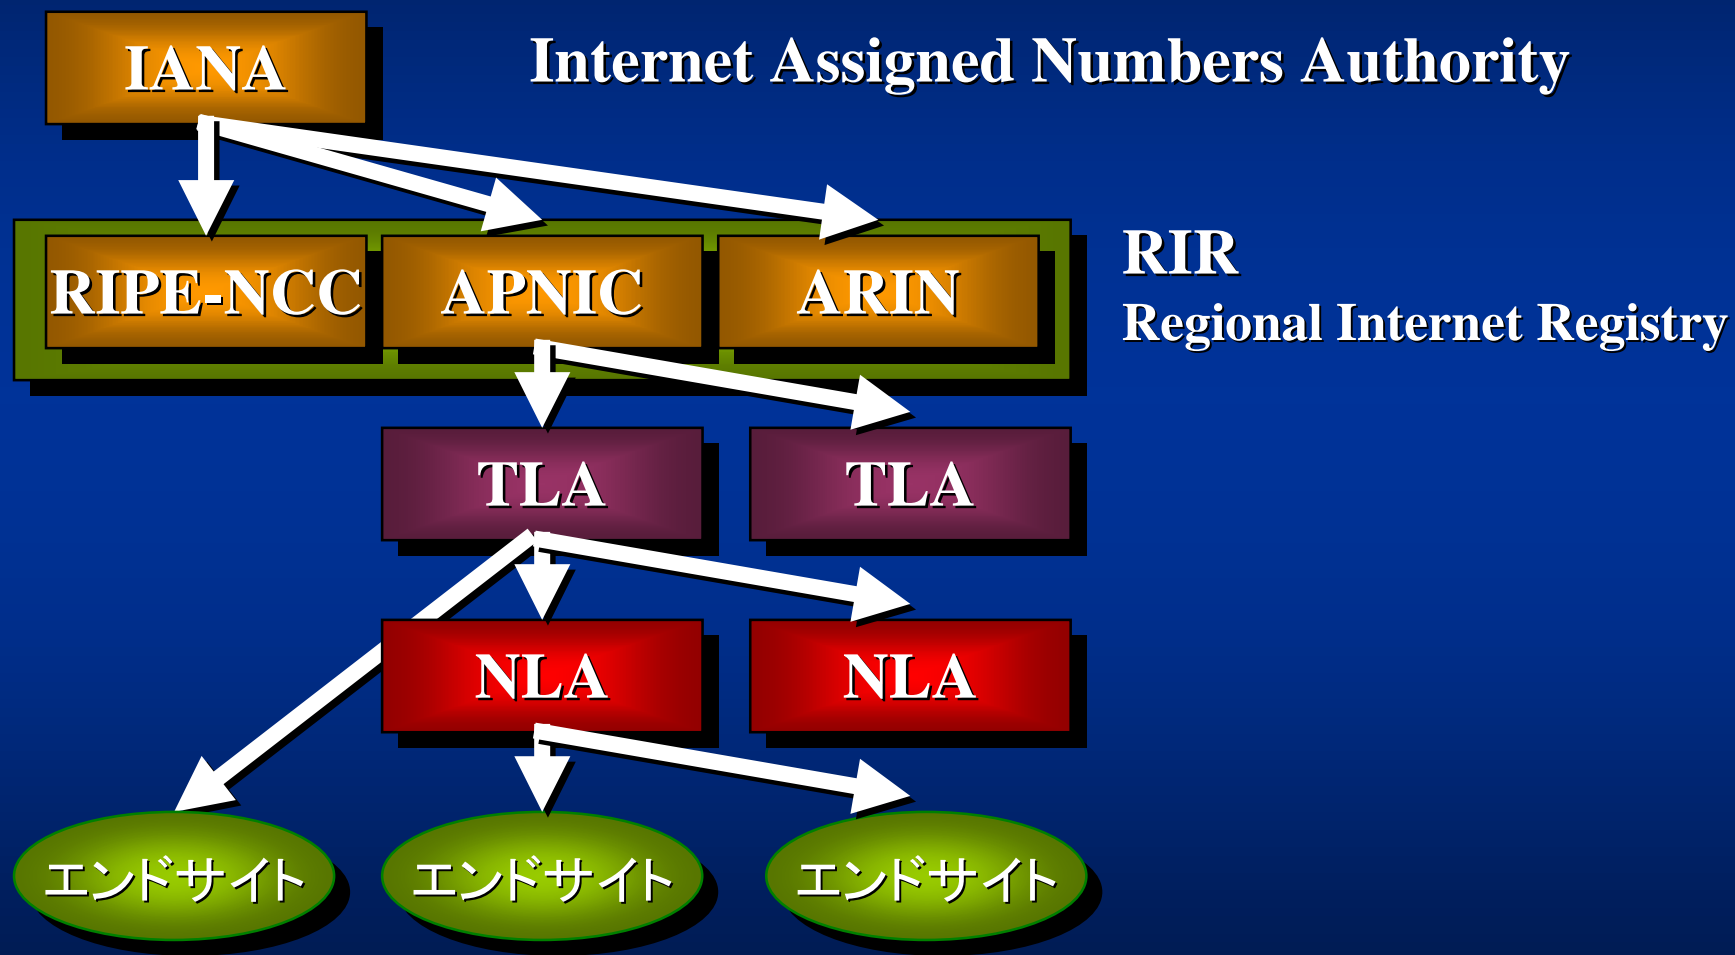 IANA
Internet Assigned Numbers Authority
RIPE-NCC
APNIC
ARIN
RIR
Regional Internet Registry
TLA
TLA
NLA
NLA
エンドサイト
エンドサイト
エンドサイト